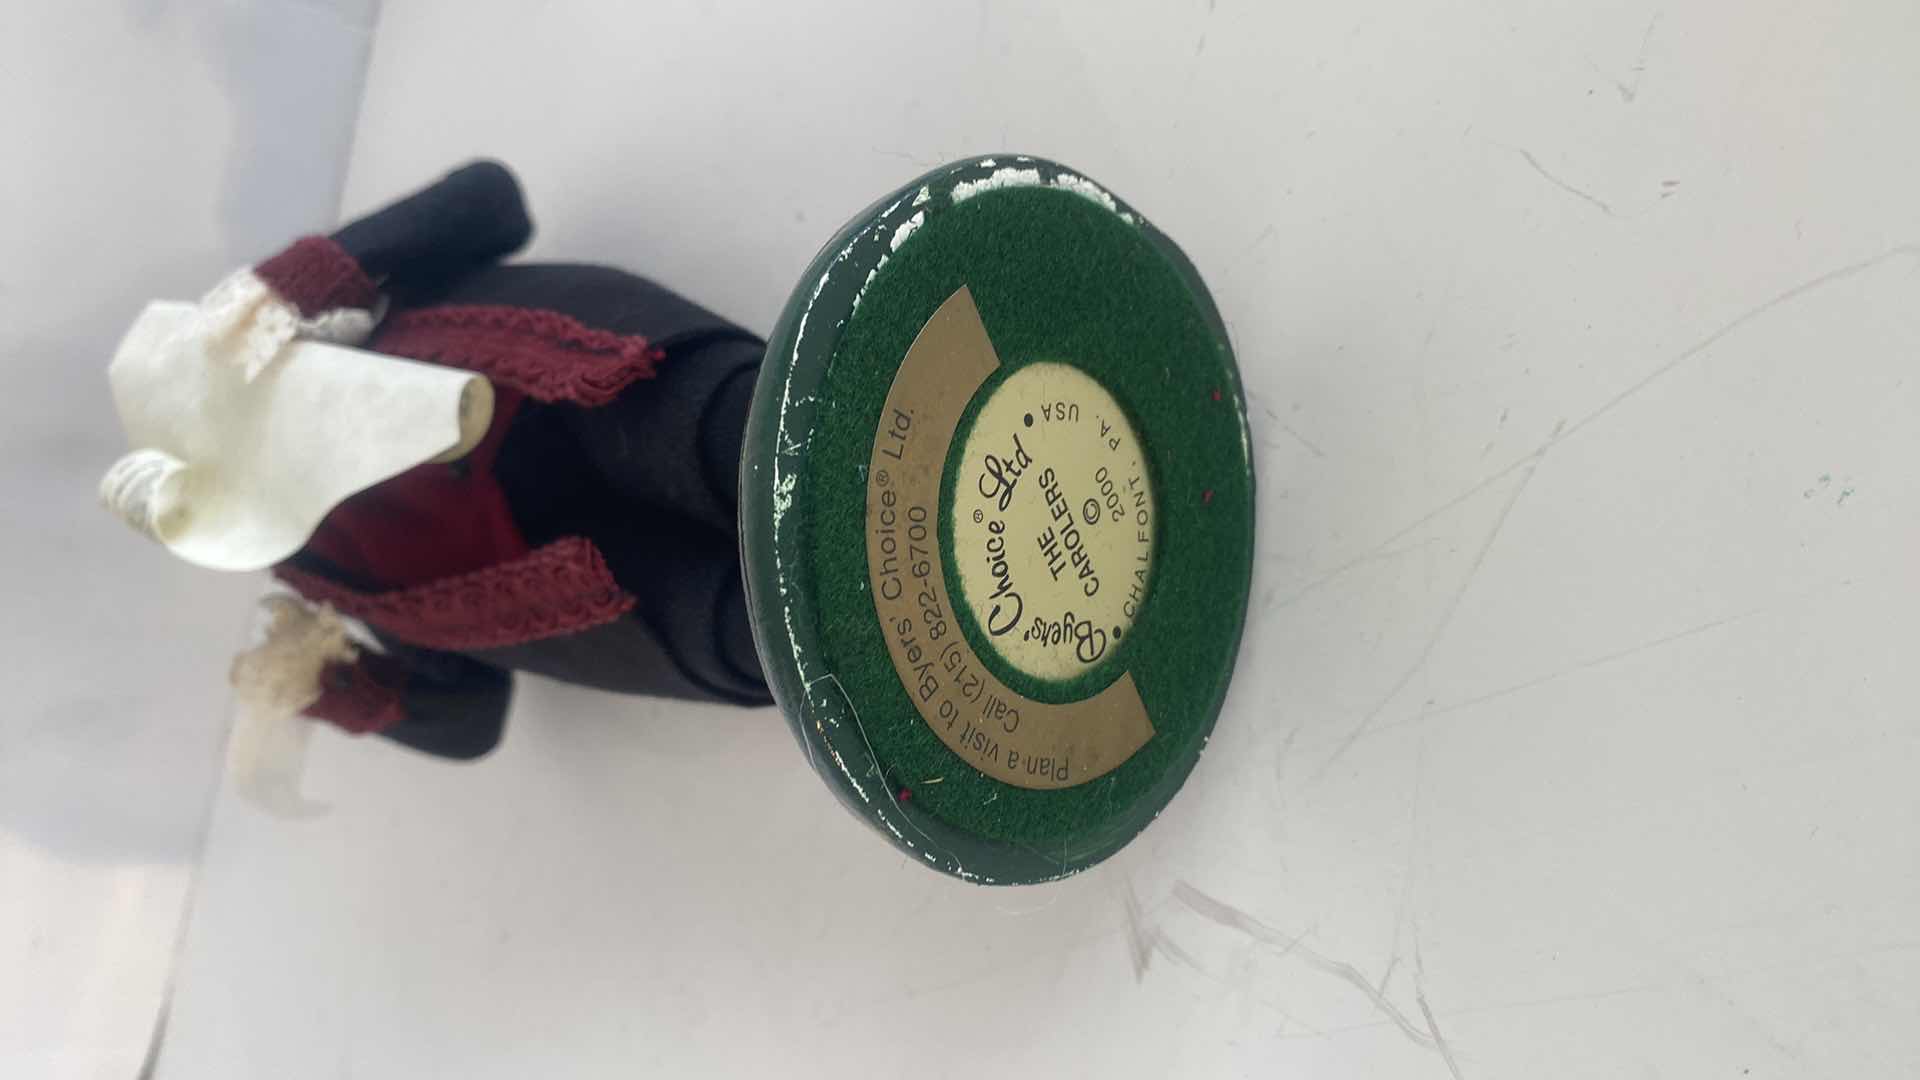 Plan a visit to Byers' Choice® Ltd.
Call (215) 822-6700
Byers' Choice® Ltd
THE
CAROLERS
© 2000
• CHALFONT, PA. USA •